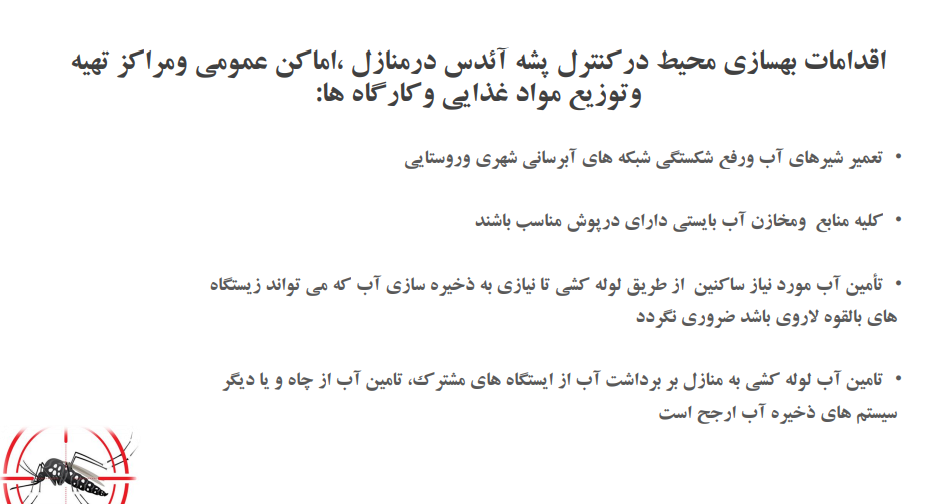 اقدامات بهسازی محیط درکنترل پشه آئدس درمنازل ،اماکن عمومی ومراکز تهیه
وتوزیع مواد غذایی وکارگاه ها:
• تعمیر شیرهای آب ورفع شکستگی شبکه های آبرسانی شهری وروستایی
• کلیه منابع ومخازن آب بایستی دارای درپوش مناسب باشند
• تأمین آب مورد نیاز ساکنین از طریق لوله کشی تا نیازی به ذخیره سازی آب که می تواند زیستگاه
های بالقوه لاروی باشد ضروری نگردد
• تامین آب لوله کشی به منازل بر برداشت آب از ایستگاه های مشترک، تامین آب از چاه و یا دیگر
سیستم های ذخیره آب ارجح است